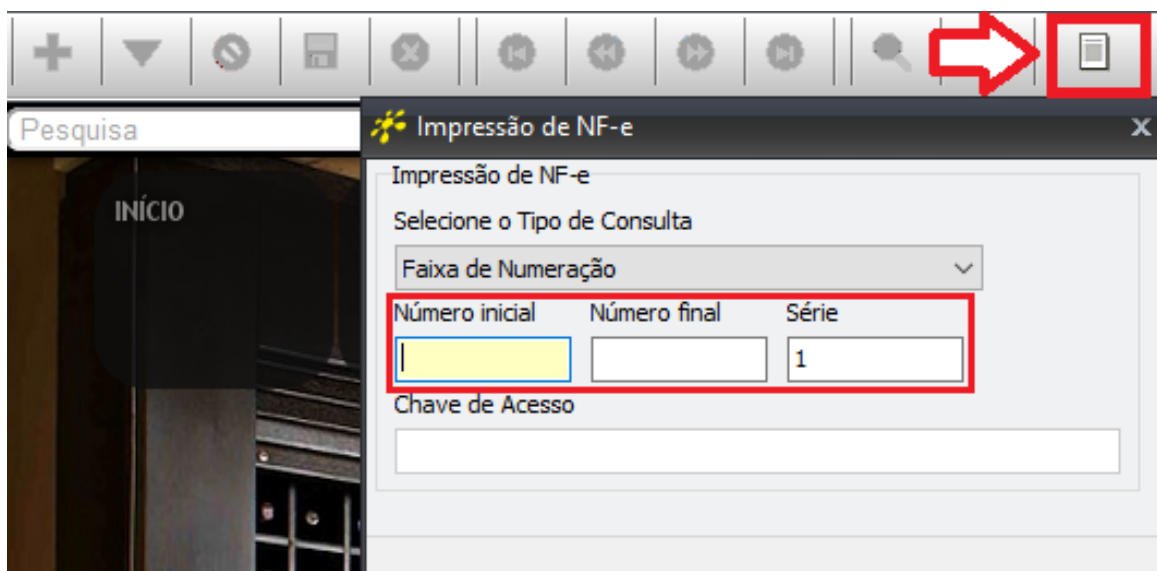 Pesquisa
Impressão de NF-e
x
INÍCIO
Impressão de NF-e
Selecione o Tipo de Consulta
Faixa de Numeração
Número inicial Número final Série
1
Chave de Acesso